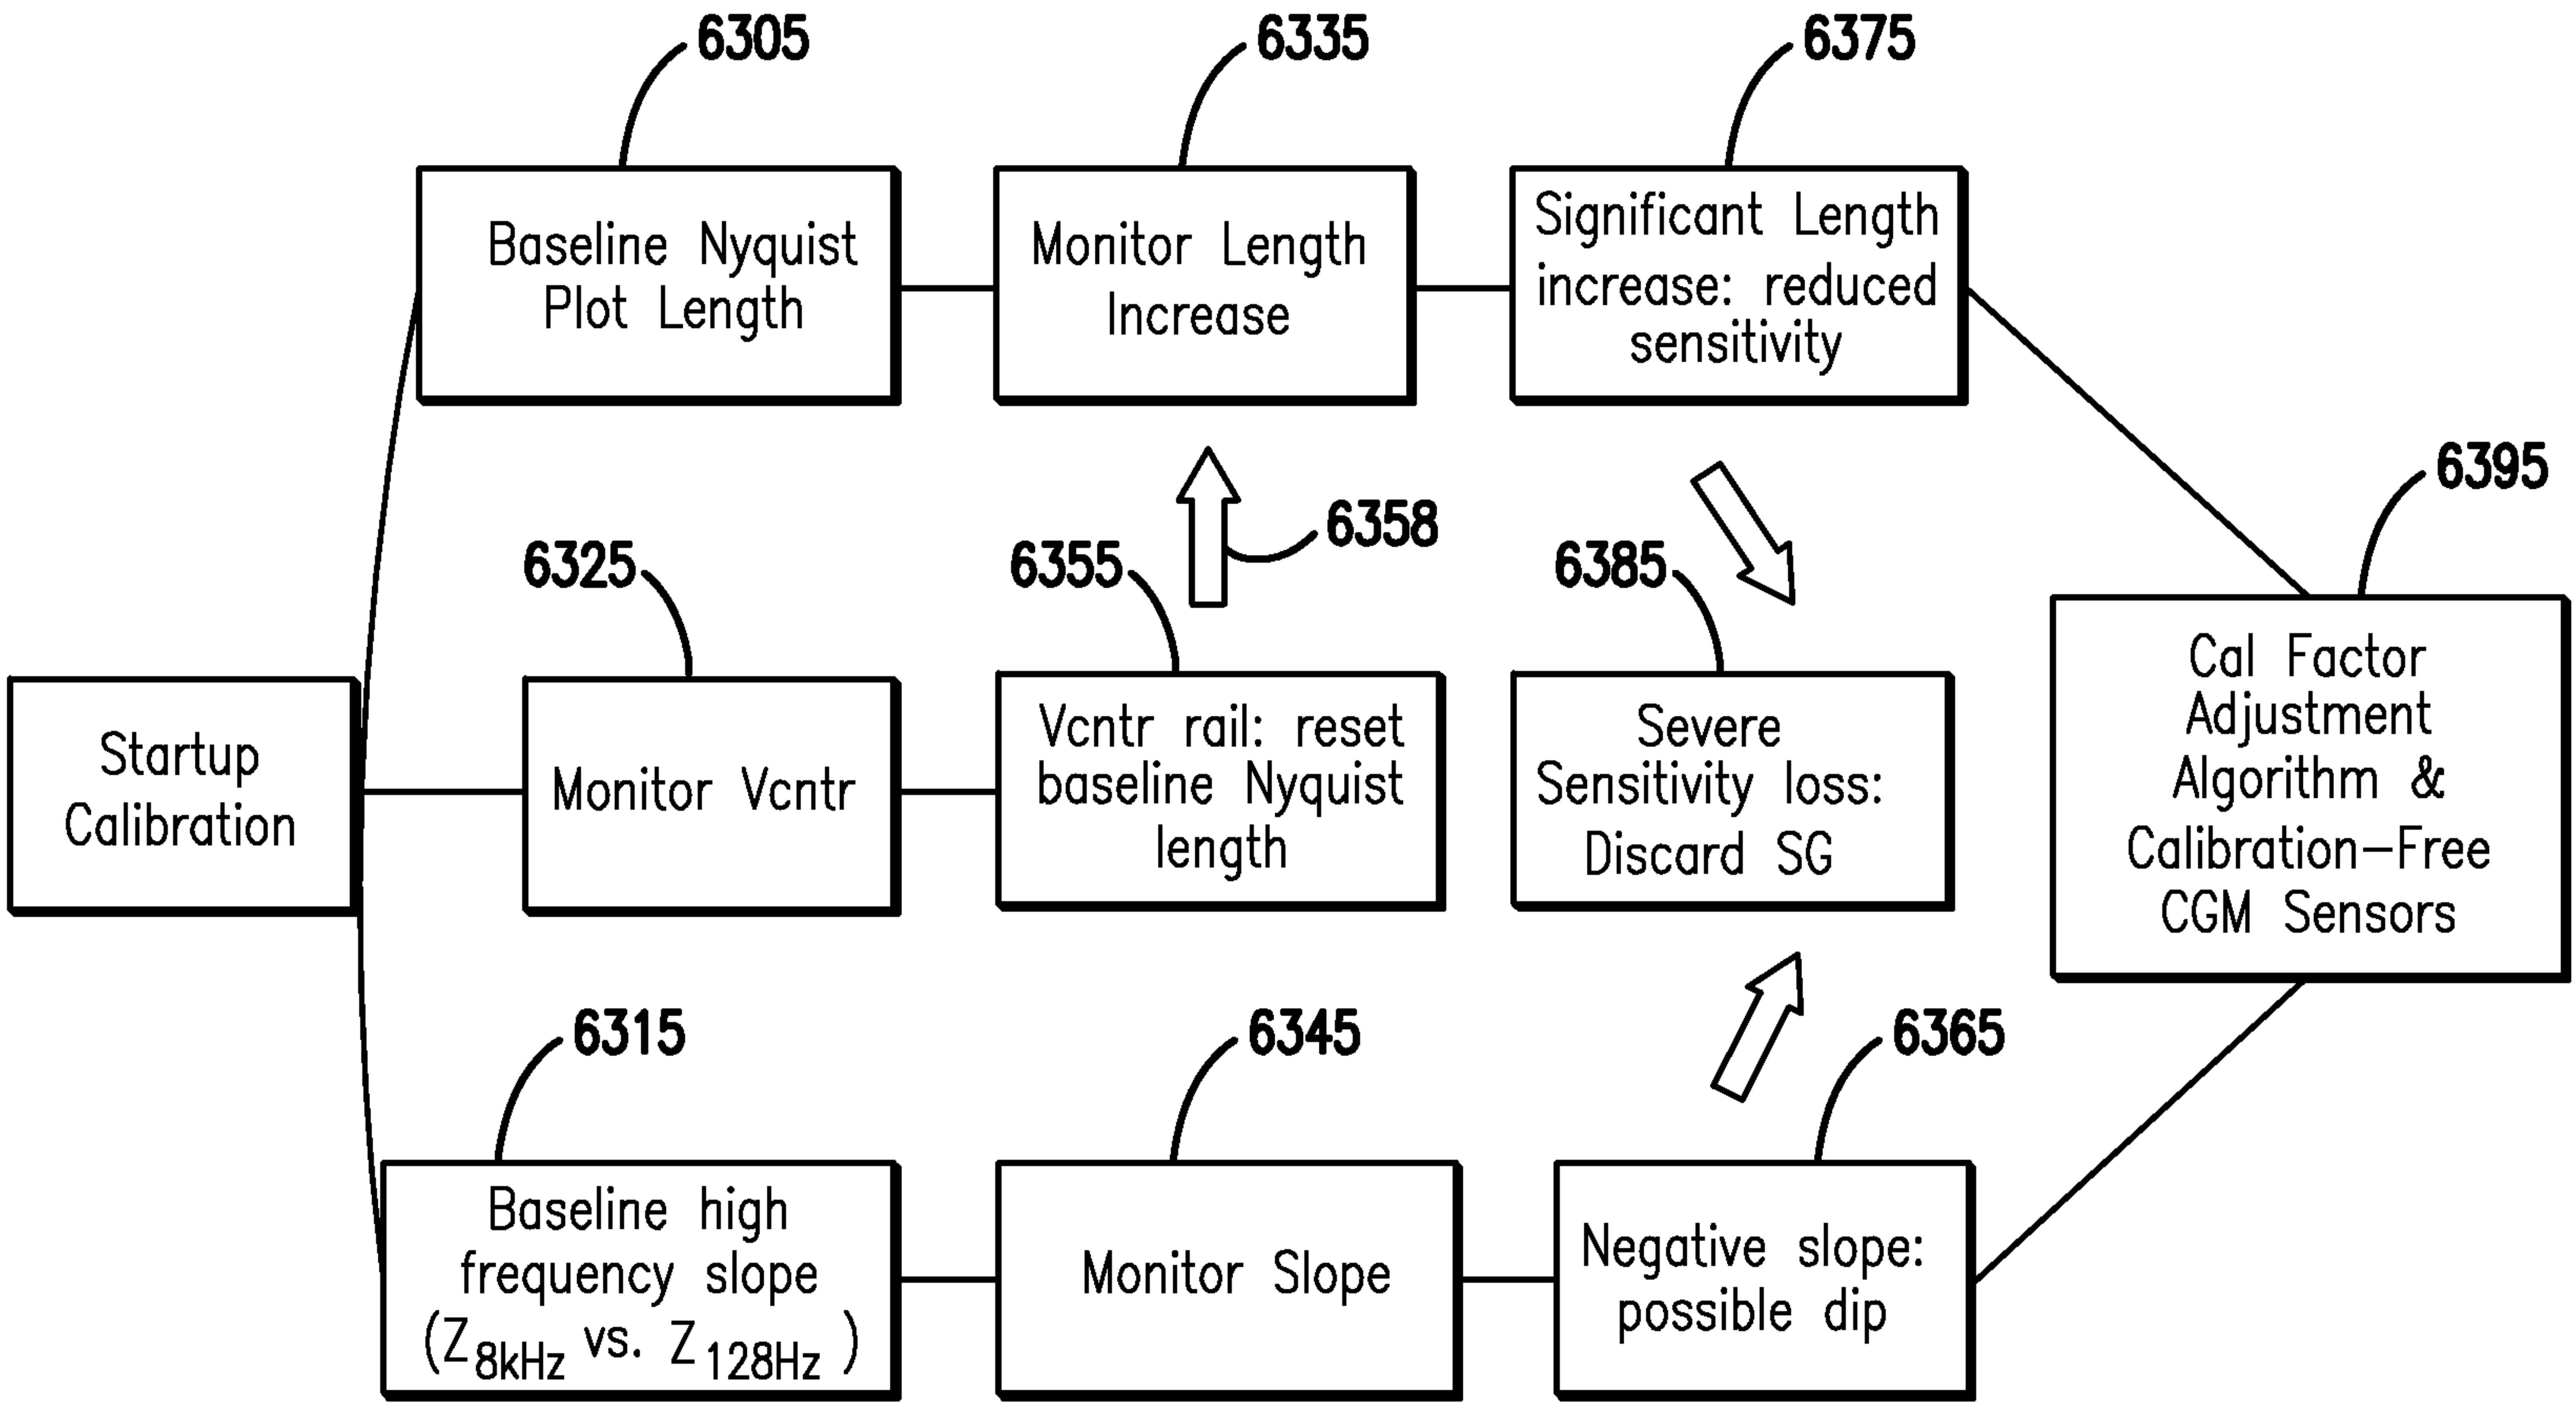 6305
6335
6375
Baseline Nyquist
Plot Length
Monitor Length
Increase
Significant Length
increase: reduced
sensitivity
6395
6358
6325
6355
6385
Startup
Calibration
Monitor Vcntr
Vcntr rail: reset
baseline Nyquist
length
Severe
Sensitivity loss:
Discard SG
Cal Factor
Adjustment
Algorithm &
Calibration-Free
CGM Sensors
6315
6345
6365
Baseline high
frequency slope
(Z8kHz vs. Z128Hz )
Monitor Slope
Negative slope:
possible dip